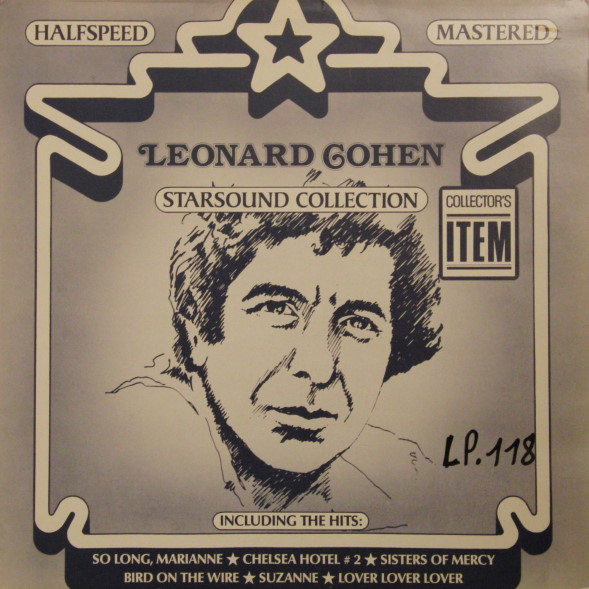 HALFSPEED
MASTERED
LEONARD COHEN
STARSOUND COLLECTION
COLLECTOR'S
ITEM
LP.118
INCLUDING THE HITS:
SO LONG, MARIANNE ★ CHELSEA HOTEL # 2 ★ SISTERS OF MERCY
BIRD ON THE WIRE ★ SUZANNE ★ LOVER LOVER LOVER